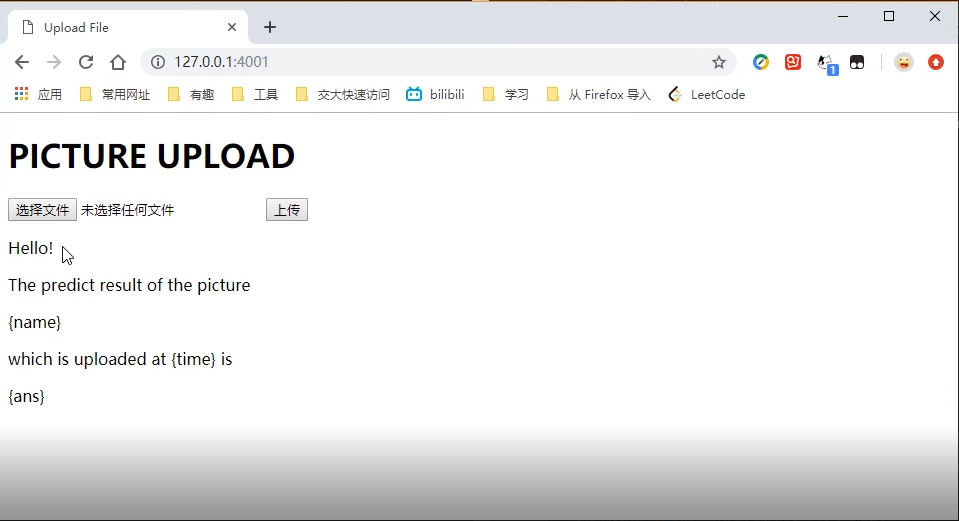 Upload File
127.0.0.1:4001
1
应用 常用网址 有趣 工具 交大快速访问 bilibili 学习 从 Firefox 导入 LeetCode
PICTURE UPLOAD
选择文件 未选择任何文件 上传
Hello!
The predict result of the picture
{name}
which is uploaded at {time} is
{ans}